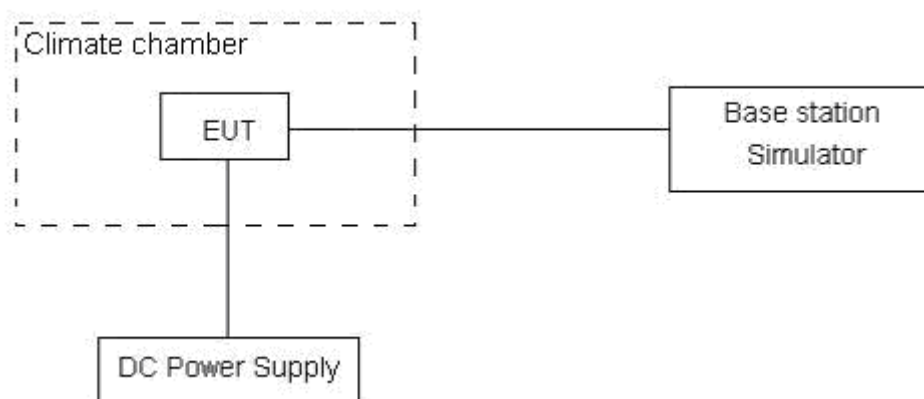 Climate chamber
EUT
Base station
Simulator
DC Power Supply